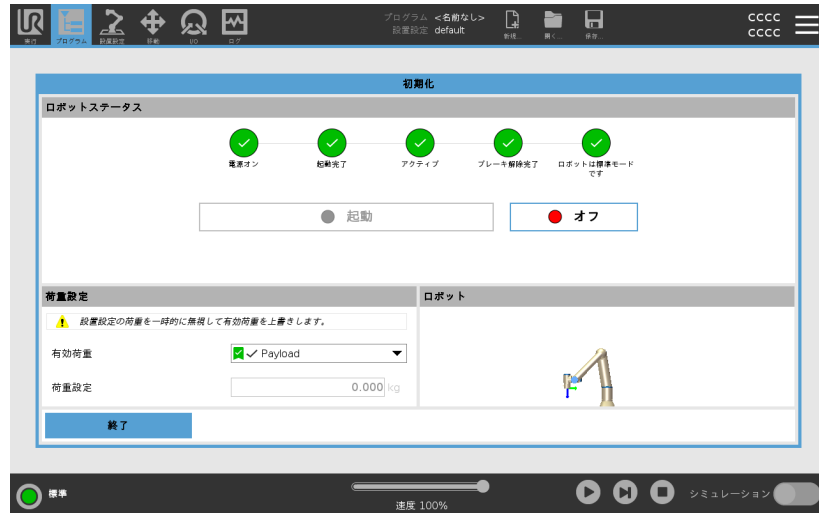 UR
プログラム <名前なし>
設置設定 default
cccc
cccc
実行
プログラム
設置設定
移動
I/O
ログ
新規...
開く...
保存...
初期化
ロボットステータス
電源オン
起動完了
アクティブ
ブレーキ解除完了
ロボットは標準モード
です
起動
オフ
荷重設定
ロボット
設置設定の荷重を一時的に無視して有効荷重を上書きします。
有効荷重
Payload
荷重設定
0.000 kg
終了
標準
速度 100%
シミュレーション